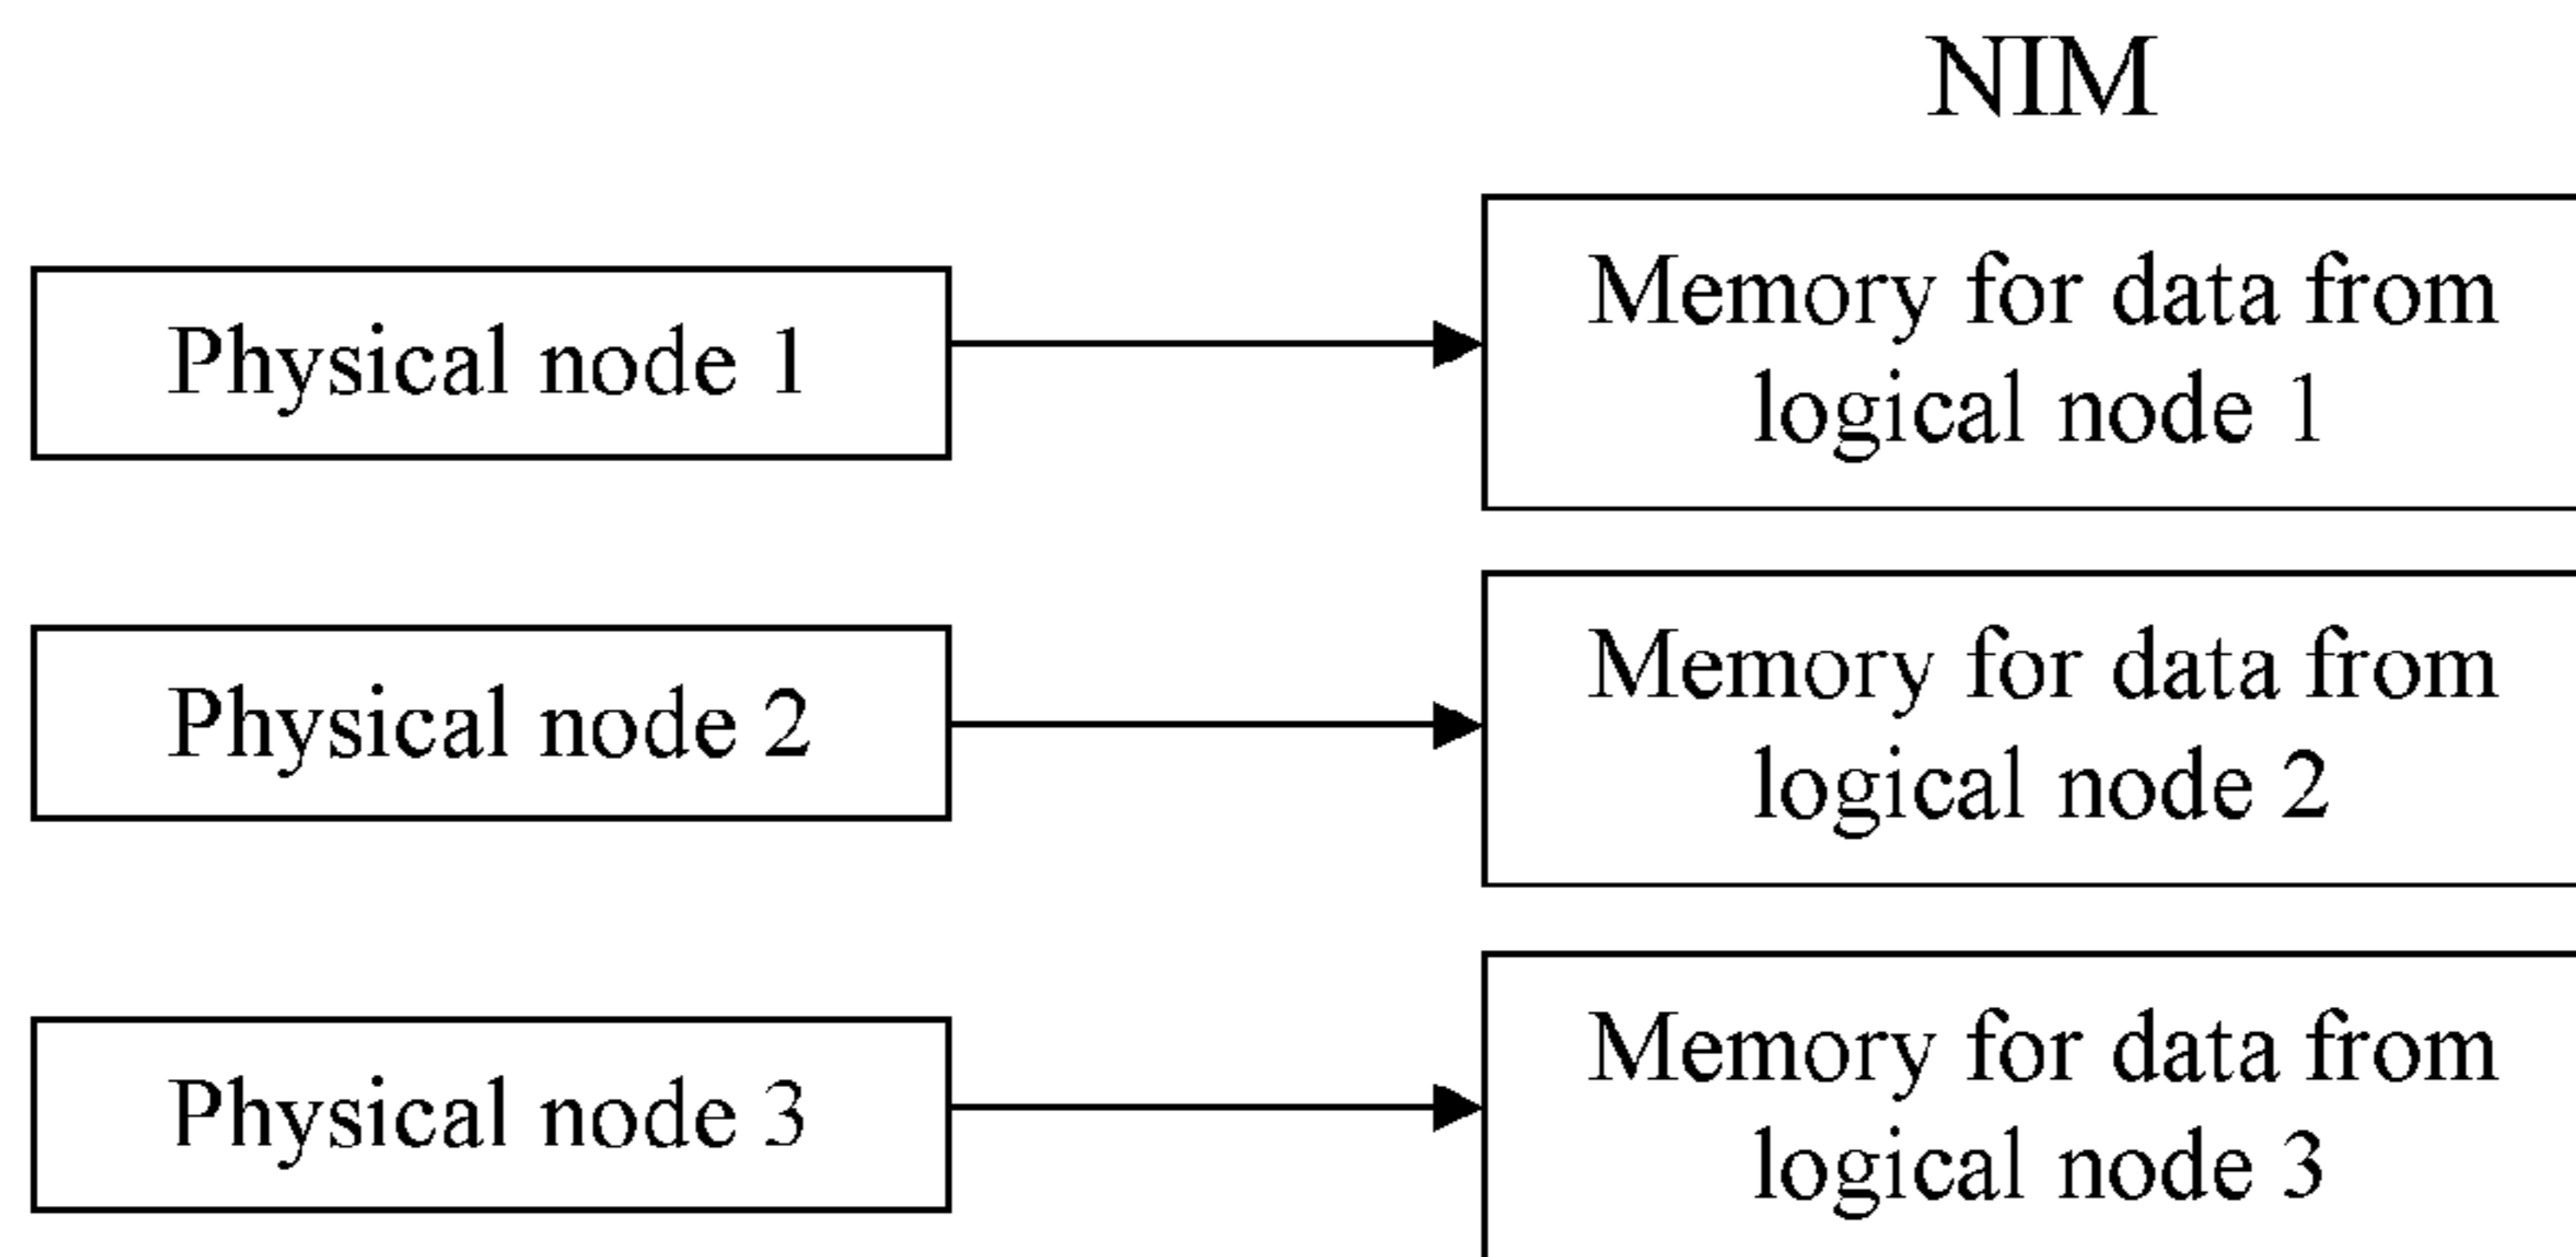 NIM
Physical node 1
Memory for data from
logical node 1
Physical node 2
Memory for data from
logical node 2
Physical node 3
Memory for data from
logical node 3